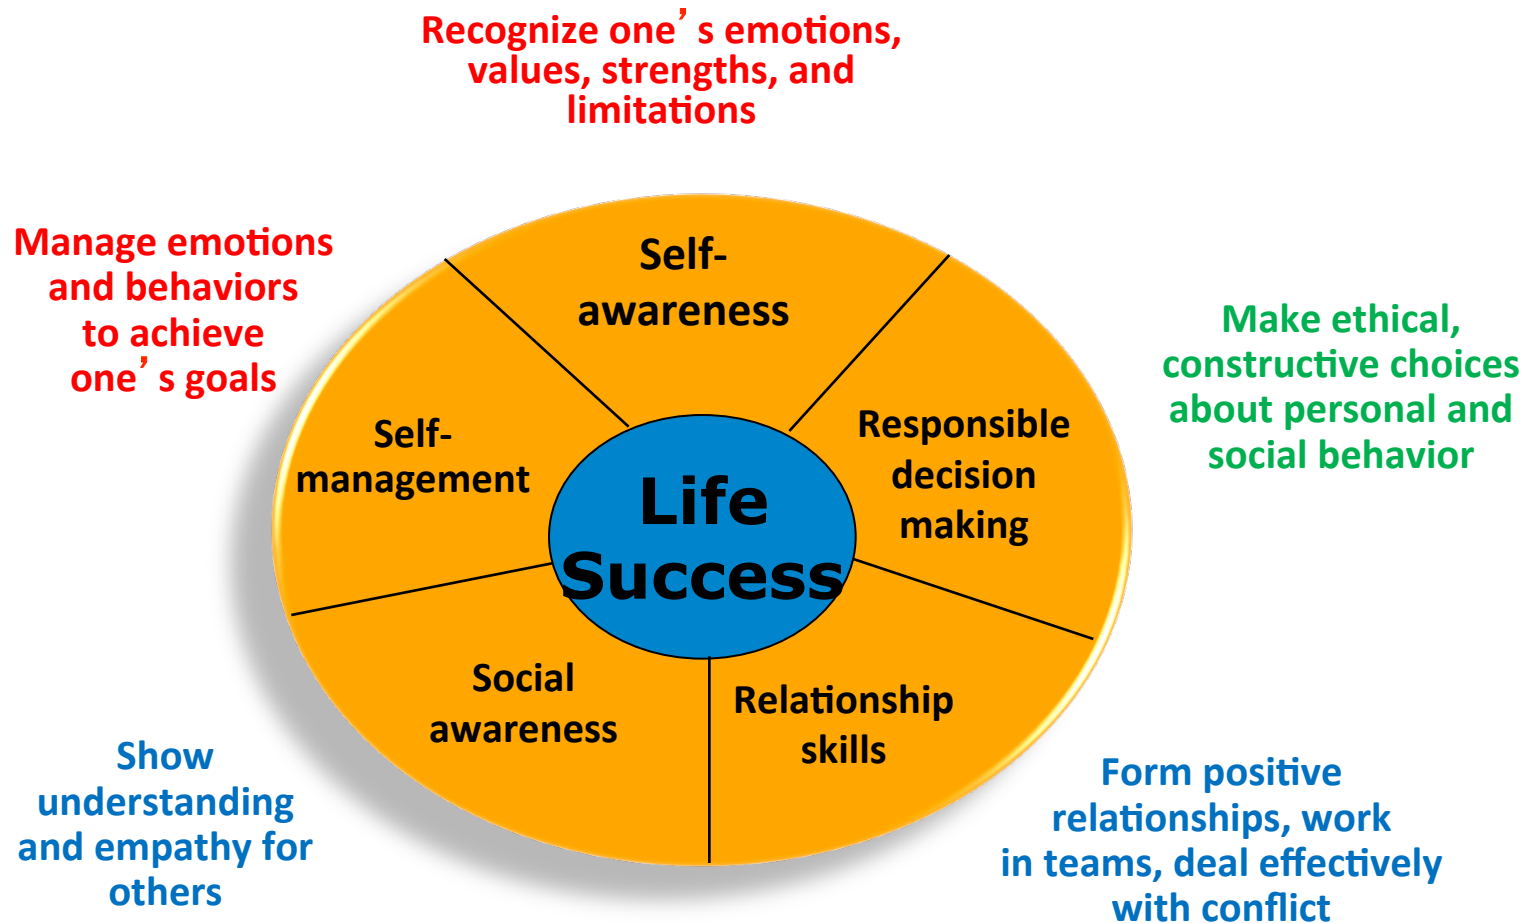 Recognize one’s emotions,
values, strengths, and
limitations
Manage emotions
and behaviors
to achieve
one’s goals
Self-
awareness
Make ethical,
constructive choices
about personal and
social behavior
Self-
management
Responsible
decision
making
Life
Success
Social
awareness
Relationship
skills
Show
understanding
and empathy for
others
Form positive
relationships, work
in teams, deal effectively
with conflict